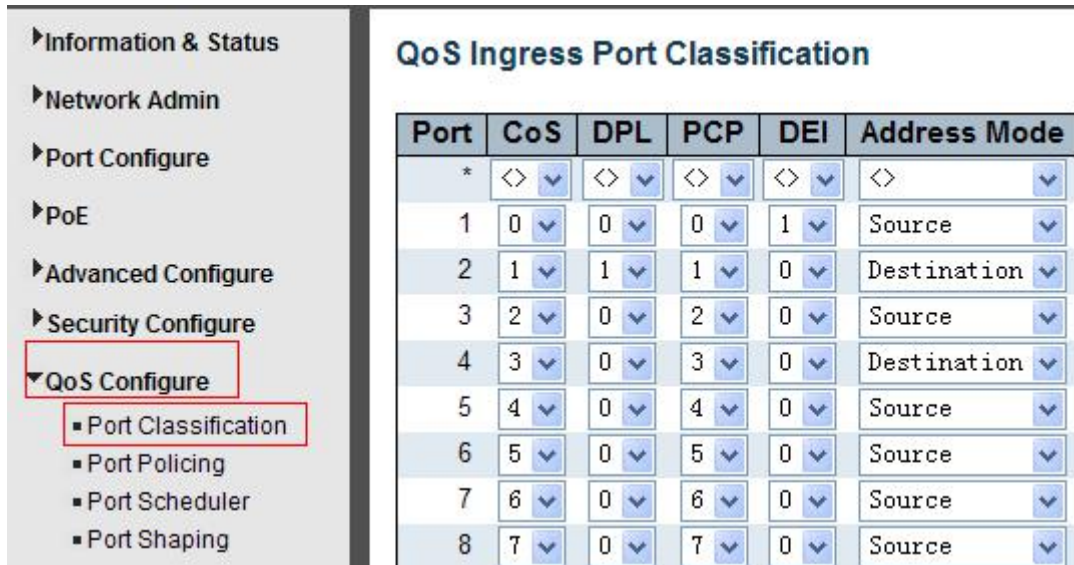 Information & Status
Network Admin
Port Configure
PoE
Advanced Configure
Security Configure
QoS Configure
Port Classification
Port Policing
Port Scheduler
Port Shaping
QoS Ingress Port Classification
Port CoS DPL PCP DEI Address Mode
* <> <> <> <> <>
1 0 0 0 1 Source
2 1 1 1 0 Destination
3 2 0 2 0 Source
4 3 0 3 0 Destination
5 4 0 4 0 Source
6 5 0 5 0 Source
7 6 0 6 0 Source
8 7 0 7 0 Source